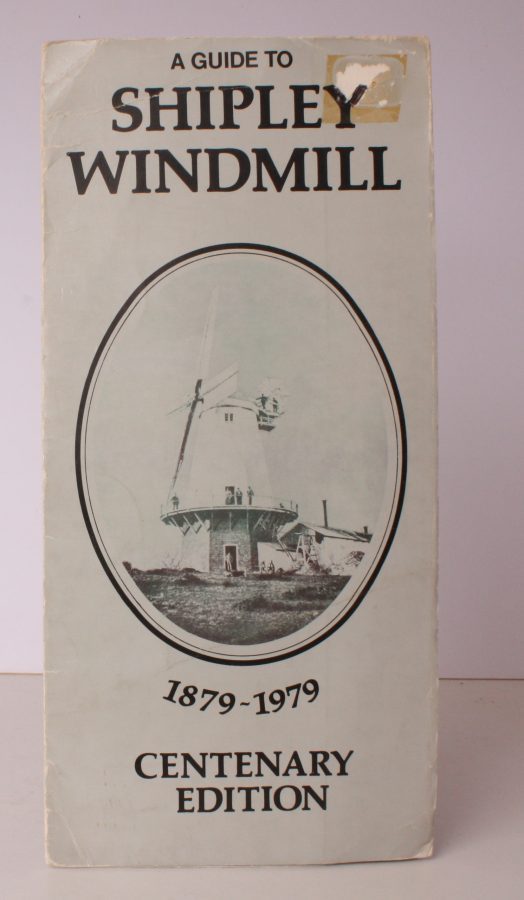 A GUIDE TO
SHIPLEY
WINDMILL
1879-1979
CENTENARY
EDITION